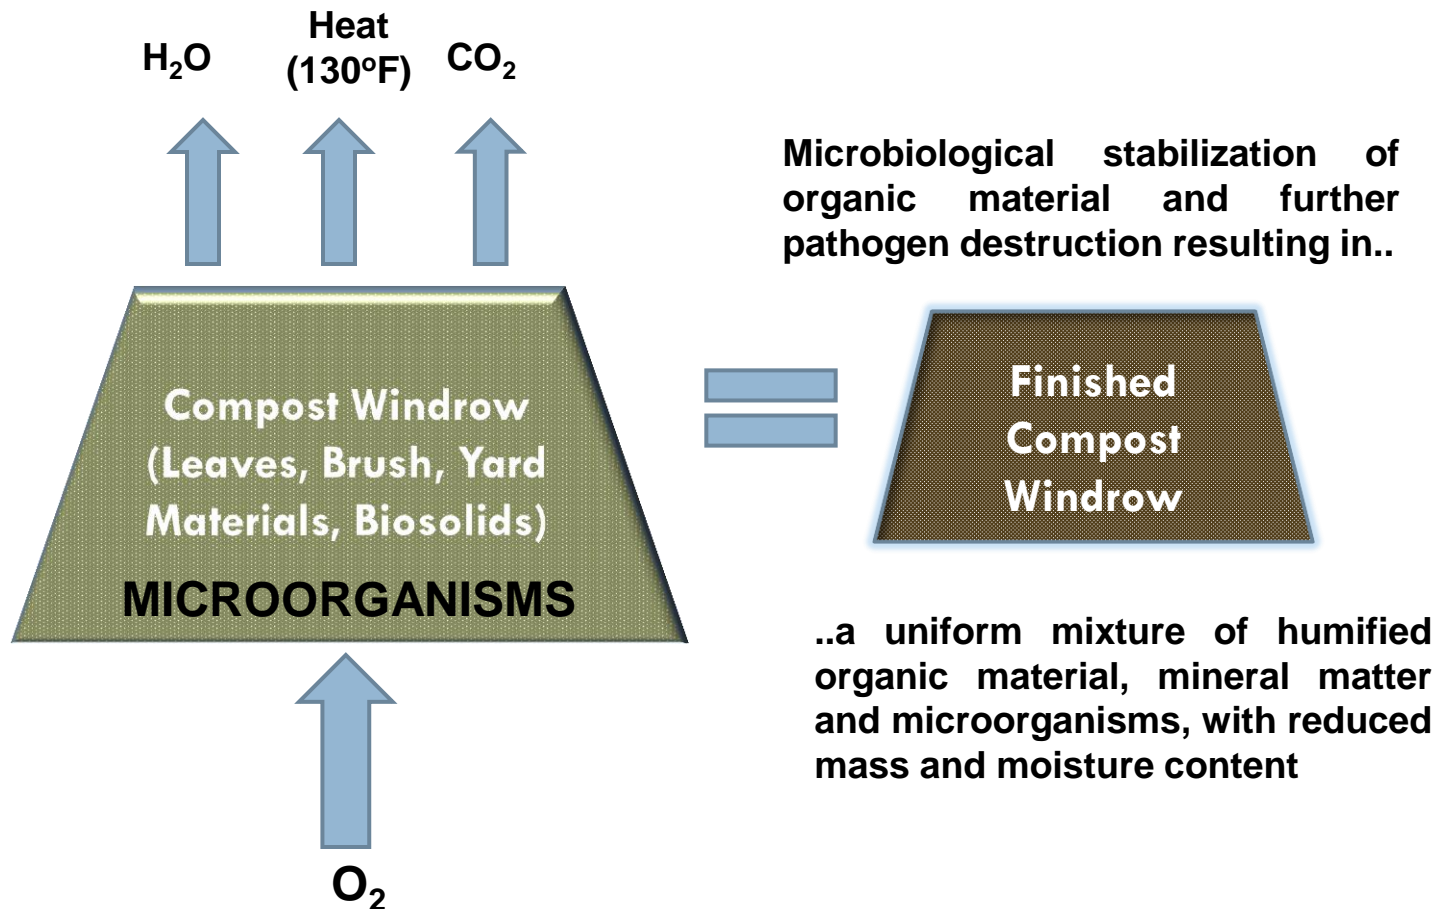 H₂O
Heat
(130ºF)
CO₂
Microbiological stabilization of
organic material and further
pathogen destruction resulting in..
Compost Windrow
(Leaves, Brush, Yard
Materials, Biosolids)
MICROORGANISMS
Finished
Compost
Windrow
..a uniform mixture of humified
organic material, mineral matter
and microorganisms, with reduced
mass and moisture content
O₂